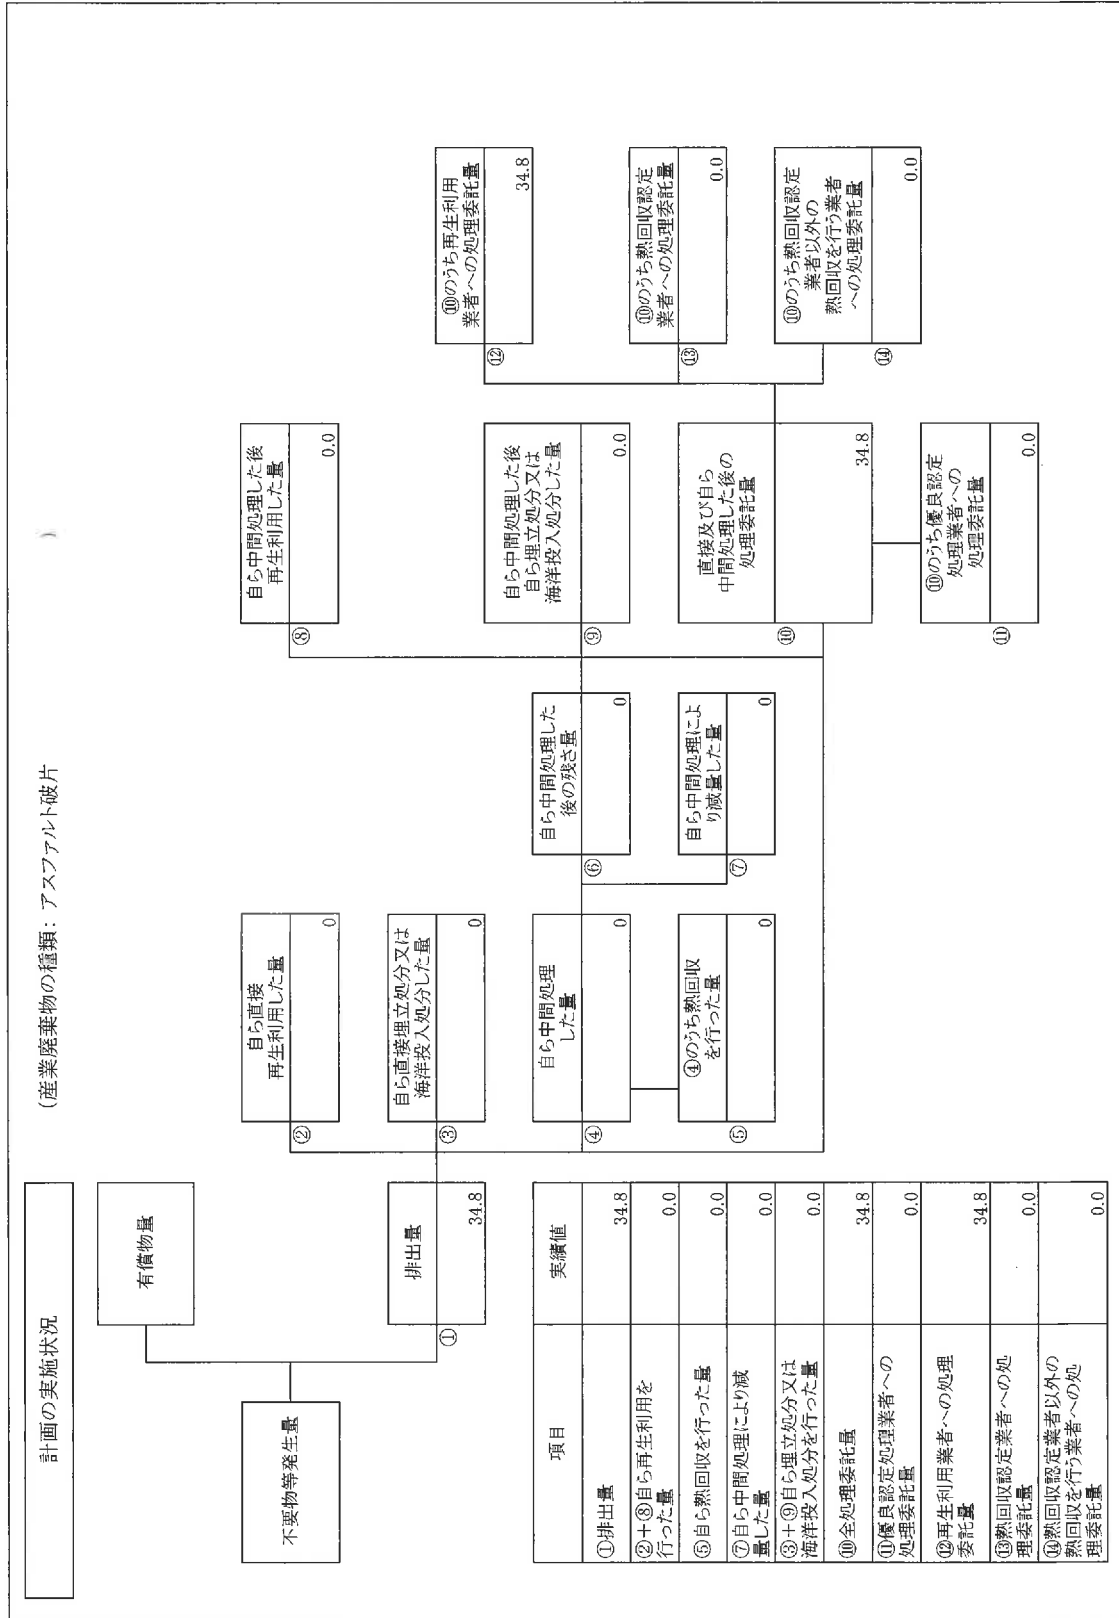 計画の実施状況
(産業廃棄物の種類: アスファルト破片
不要物等発生量
有償物量
①
排出量
34.8
②
自ら直接
再生利用した量
0
③
自ら直接埋立処分又は
海洋投入処分した量
0
④
自ら中間処理
した量
0
⑤
④のうち熱回収
を行った量
0
⑥
自ら中間処理した
後の残さ量
0
⑦
自ら中間処理によ
り減量した量
0
⑧
自ら中間処理した後
再生利用した量
0.0
⑨
自ら中間処理した後
自ら埋立処分又は
海洋投入処分した量
0.0
⑩
直接及び自ら
中間処理した後の
処理委託量
34.8
⑪
⑩のうち優良認定
処理業者への
処理委託量
0.0
⑫
⑩のうち再生利用
業者への処理委託量
34.8
⑬
⑩のうち熱回収認定
業者への処理委託量
0.0
⑭
⑩のうち熱回収認定
業者以外の
熱回収を行う業者
への処理委託量
0.0
項目 実績値
①排出量 34.8
②+⑧自ら再生利用を
行った量 0.0
⑤自ら熱回収を行った量 0.0
⑦自ら中間処理により減
量した量 0.0
③+⑨自ら埋立処分又は
海洋投入処分を行った量 0.0
⑩全処理委託量 34.8
⑪優良認定処理業者への
処理委託量 0.0
⑫再生利用業者への処理
委託量 34.8
⑬熱回収認定業者への処
理委託量 0.0
⑭熱回収認定業者以外の
熱回収を行う業者への処
理委託量 0.0